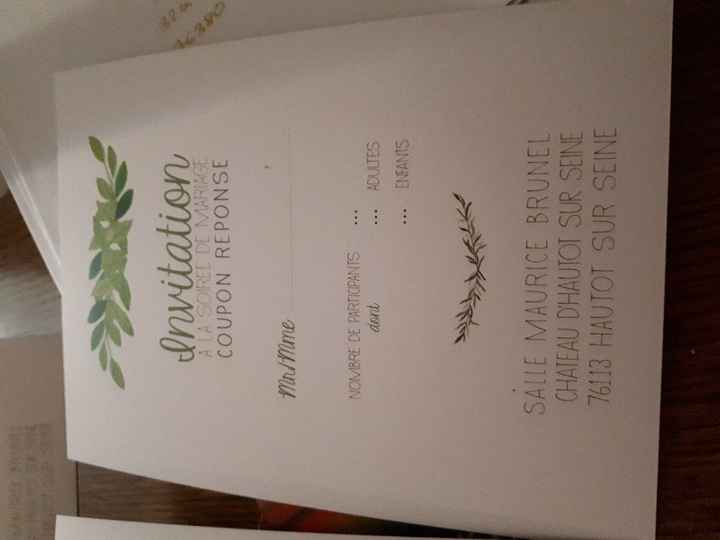 Invitation
À LA SOIREE DE MARIAGE
COUPON REPONSE
Mr/Mme
NOMBRE DE PARTICIPANTS ...
dont ... ADULTES
... ENFANTS
SALLE MAURICE BRUNEL
CHATEAU D'HAUTOT SUR SEINE
76113 HAUTOT SUR SEINE